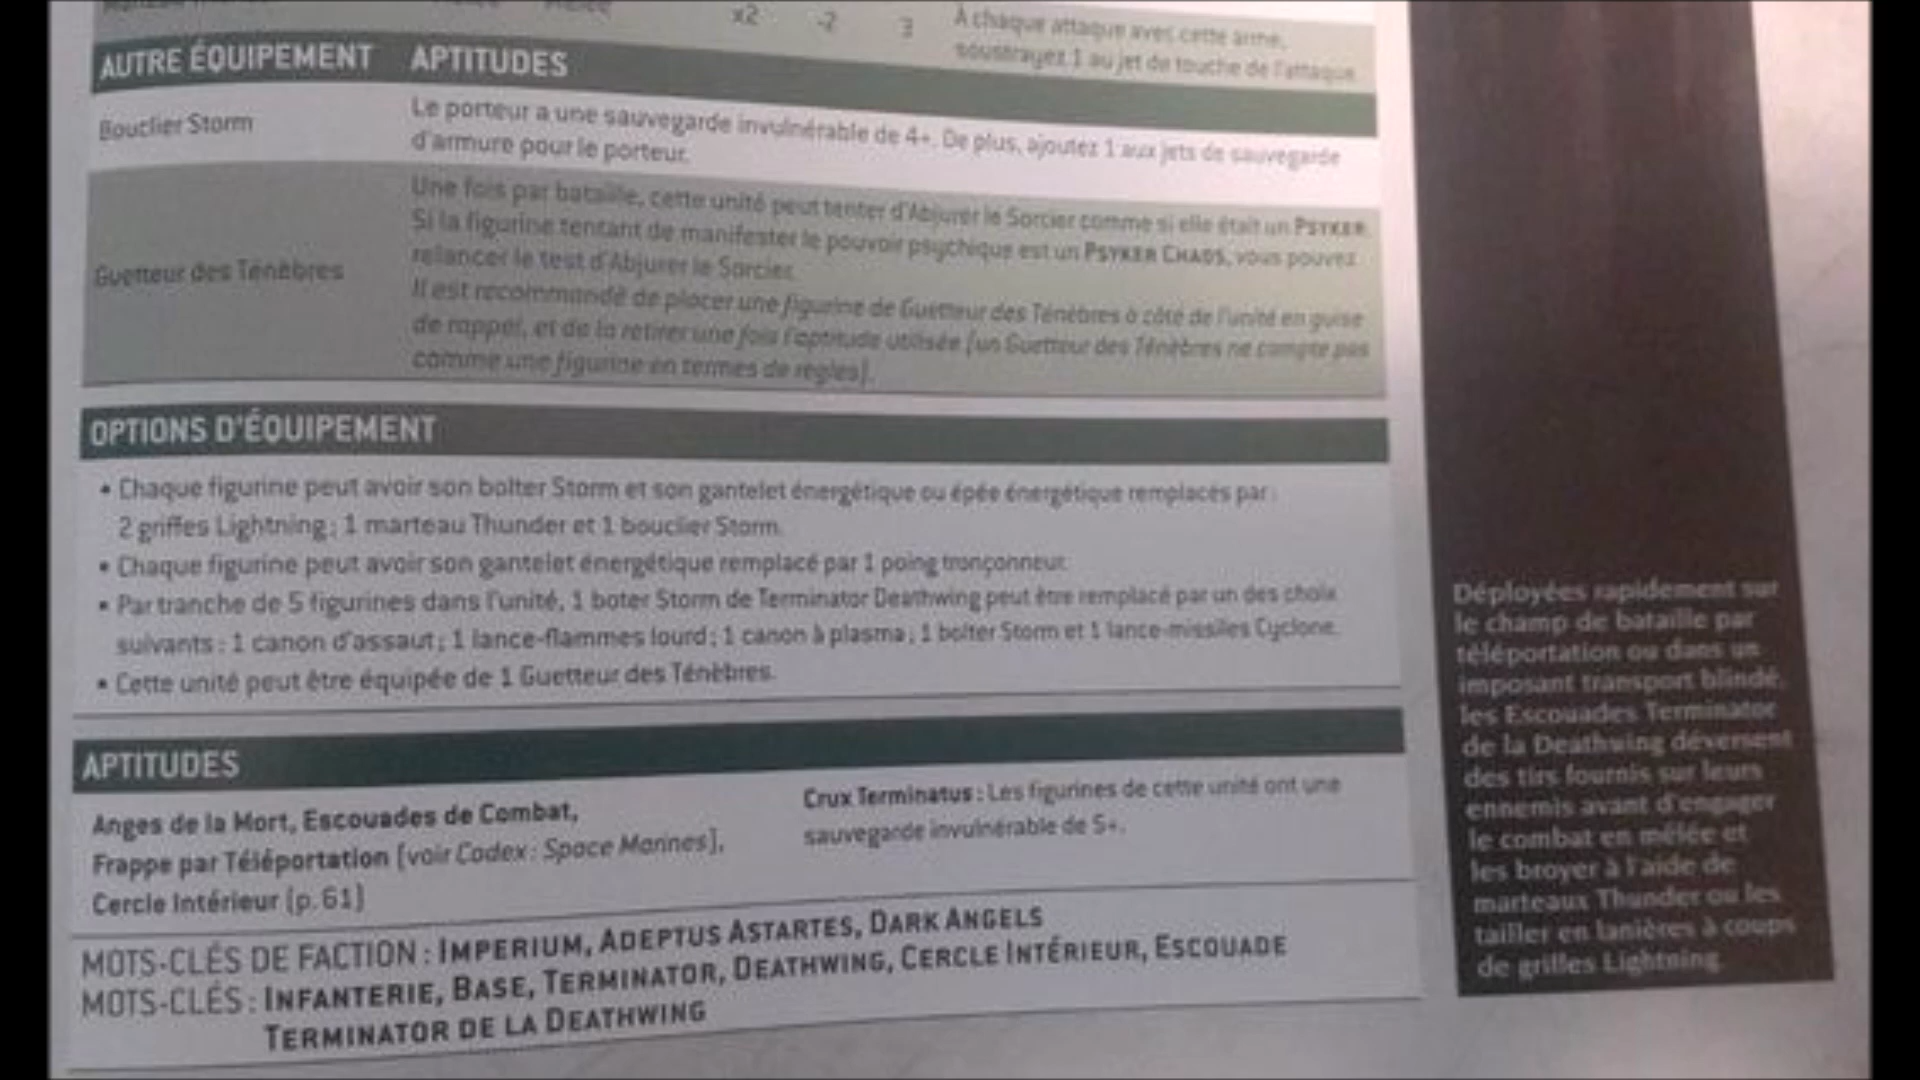 x2 -2 3 À chaque attaque avec cette arme,
soustrayez 1 au jet de touche de l'attaque.
AUTRE ÉQUIPEMENT APTITUDES
Bouclier Storm
Le porteur a une sauvegarde invulnérable de 4+. De plus, ajoutez 1 aux jets de sauvegarde
d'armure pour le porteur.
Guetteur des Ténèbres
Une fois par bataille, cette unité peut tenter d'Abjurer le Sorcier comme si elle était un PSYKER.
Si la figurine tentant de manifester le pouvoir psychique est un PSYKER CHAOS, vous pouvez
relancer le test d'Abjurer le Sorcier.
Il est recommandé de placer une figurine de Guetteur des Ténèbres à côté de l'unité en guise
de rappel, et de la retirer une fois l'aptitude utilisée (un Guetteur des Ténèbres ne compte pas
comme une figurine en termes de règles).
OPTIONS D'ÉQUIPEMENT
• Chaque figurine peut avoir son bolter Storm et son gantelet énergétique ou épée énergétique remplacés par :
2 griffes Lightning ; 1 marteau Thunder et 1 bouclier Storm.
• Chaque figurine peut avoir son gantelet énergétique remplacé par 1 poing tronçonneur.
• Par tranche de 5 figurines dans l'unité, 1 boter Storm de Terminator Deathwing peut être remplacé par un des choix
suivants : 1 canon d'assaut ; 1 lance-flammes lourd ; 1 canon à plasma ; 1 bolter Storm et 1 lance-missiles Cyclone.
• Cette unité peut être équipée de 1 Guetteur des Ténèbres.
APTITUDES
Anges de la Mort, Escouades de Combat,
Frappe par Téléportation (voir Codex : Space Marines),
Cercle Intérieur (p. 61)
Crux Terminatus : Les figurines de cette unité ont une
sauvegarde invulnérable de 5+.
MOTS-CLÉS DE FACTION : IMPERIUM, ADEPTUS ASTARTES, DARK ANGELS
MOTS-CLÉS : INFANTERIE, BASE, TERMINATOR, DEATHWING, CERCLE INTÉRIEUR, ESCOUADE
TERMINATOR DE LA DEATHWING
Déployées rapidement sur
le champ de bataille par
téléportation ou dans un
imposant transport blindé,
les Escouades Terminator
de la Deathwing déversent
des tirs fournis sur leurs
ennemis avant d'engager
le combat en mêlée et
les broyer à l'aide de
marteaux Thunder ou les
tailler en lanières à coups
de griffes Lightning.